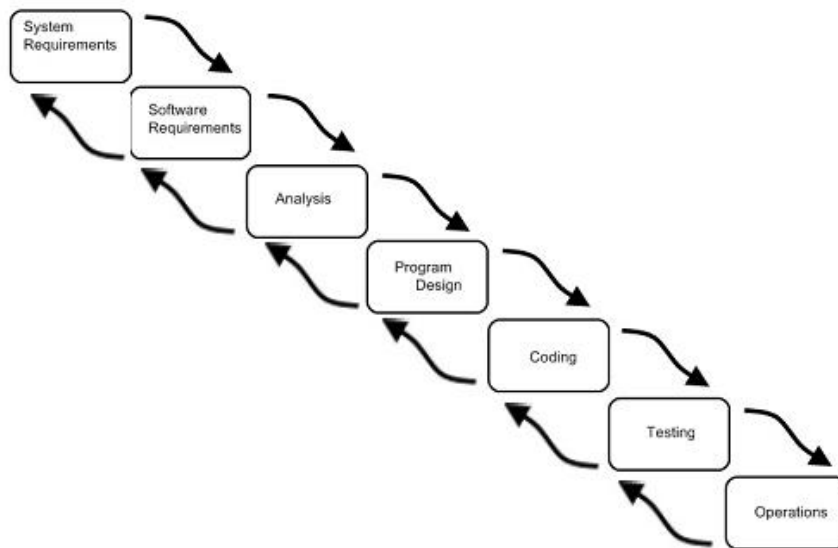 System
Requirements
Software
Requirements
Analysis
Program
Design
Coding
Testing
Operations